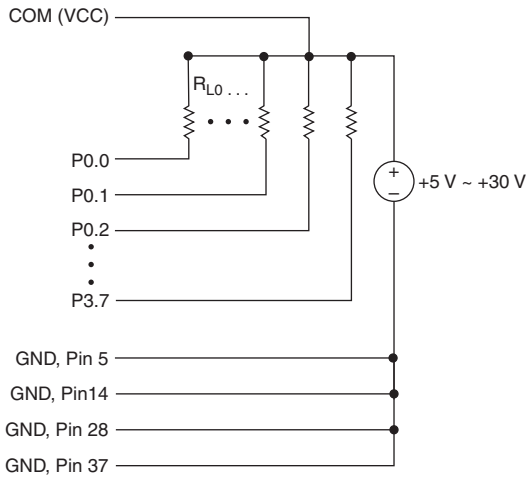 COM (VCC)
RL0 . . .
P0.0
P0.1
P0.2
P3.7
+
–
+5 V ~ +30 V
GND, Pin 5
GND, Pin14
GND, Pin 28
GND, Pin 37